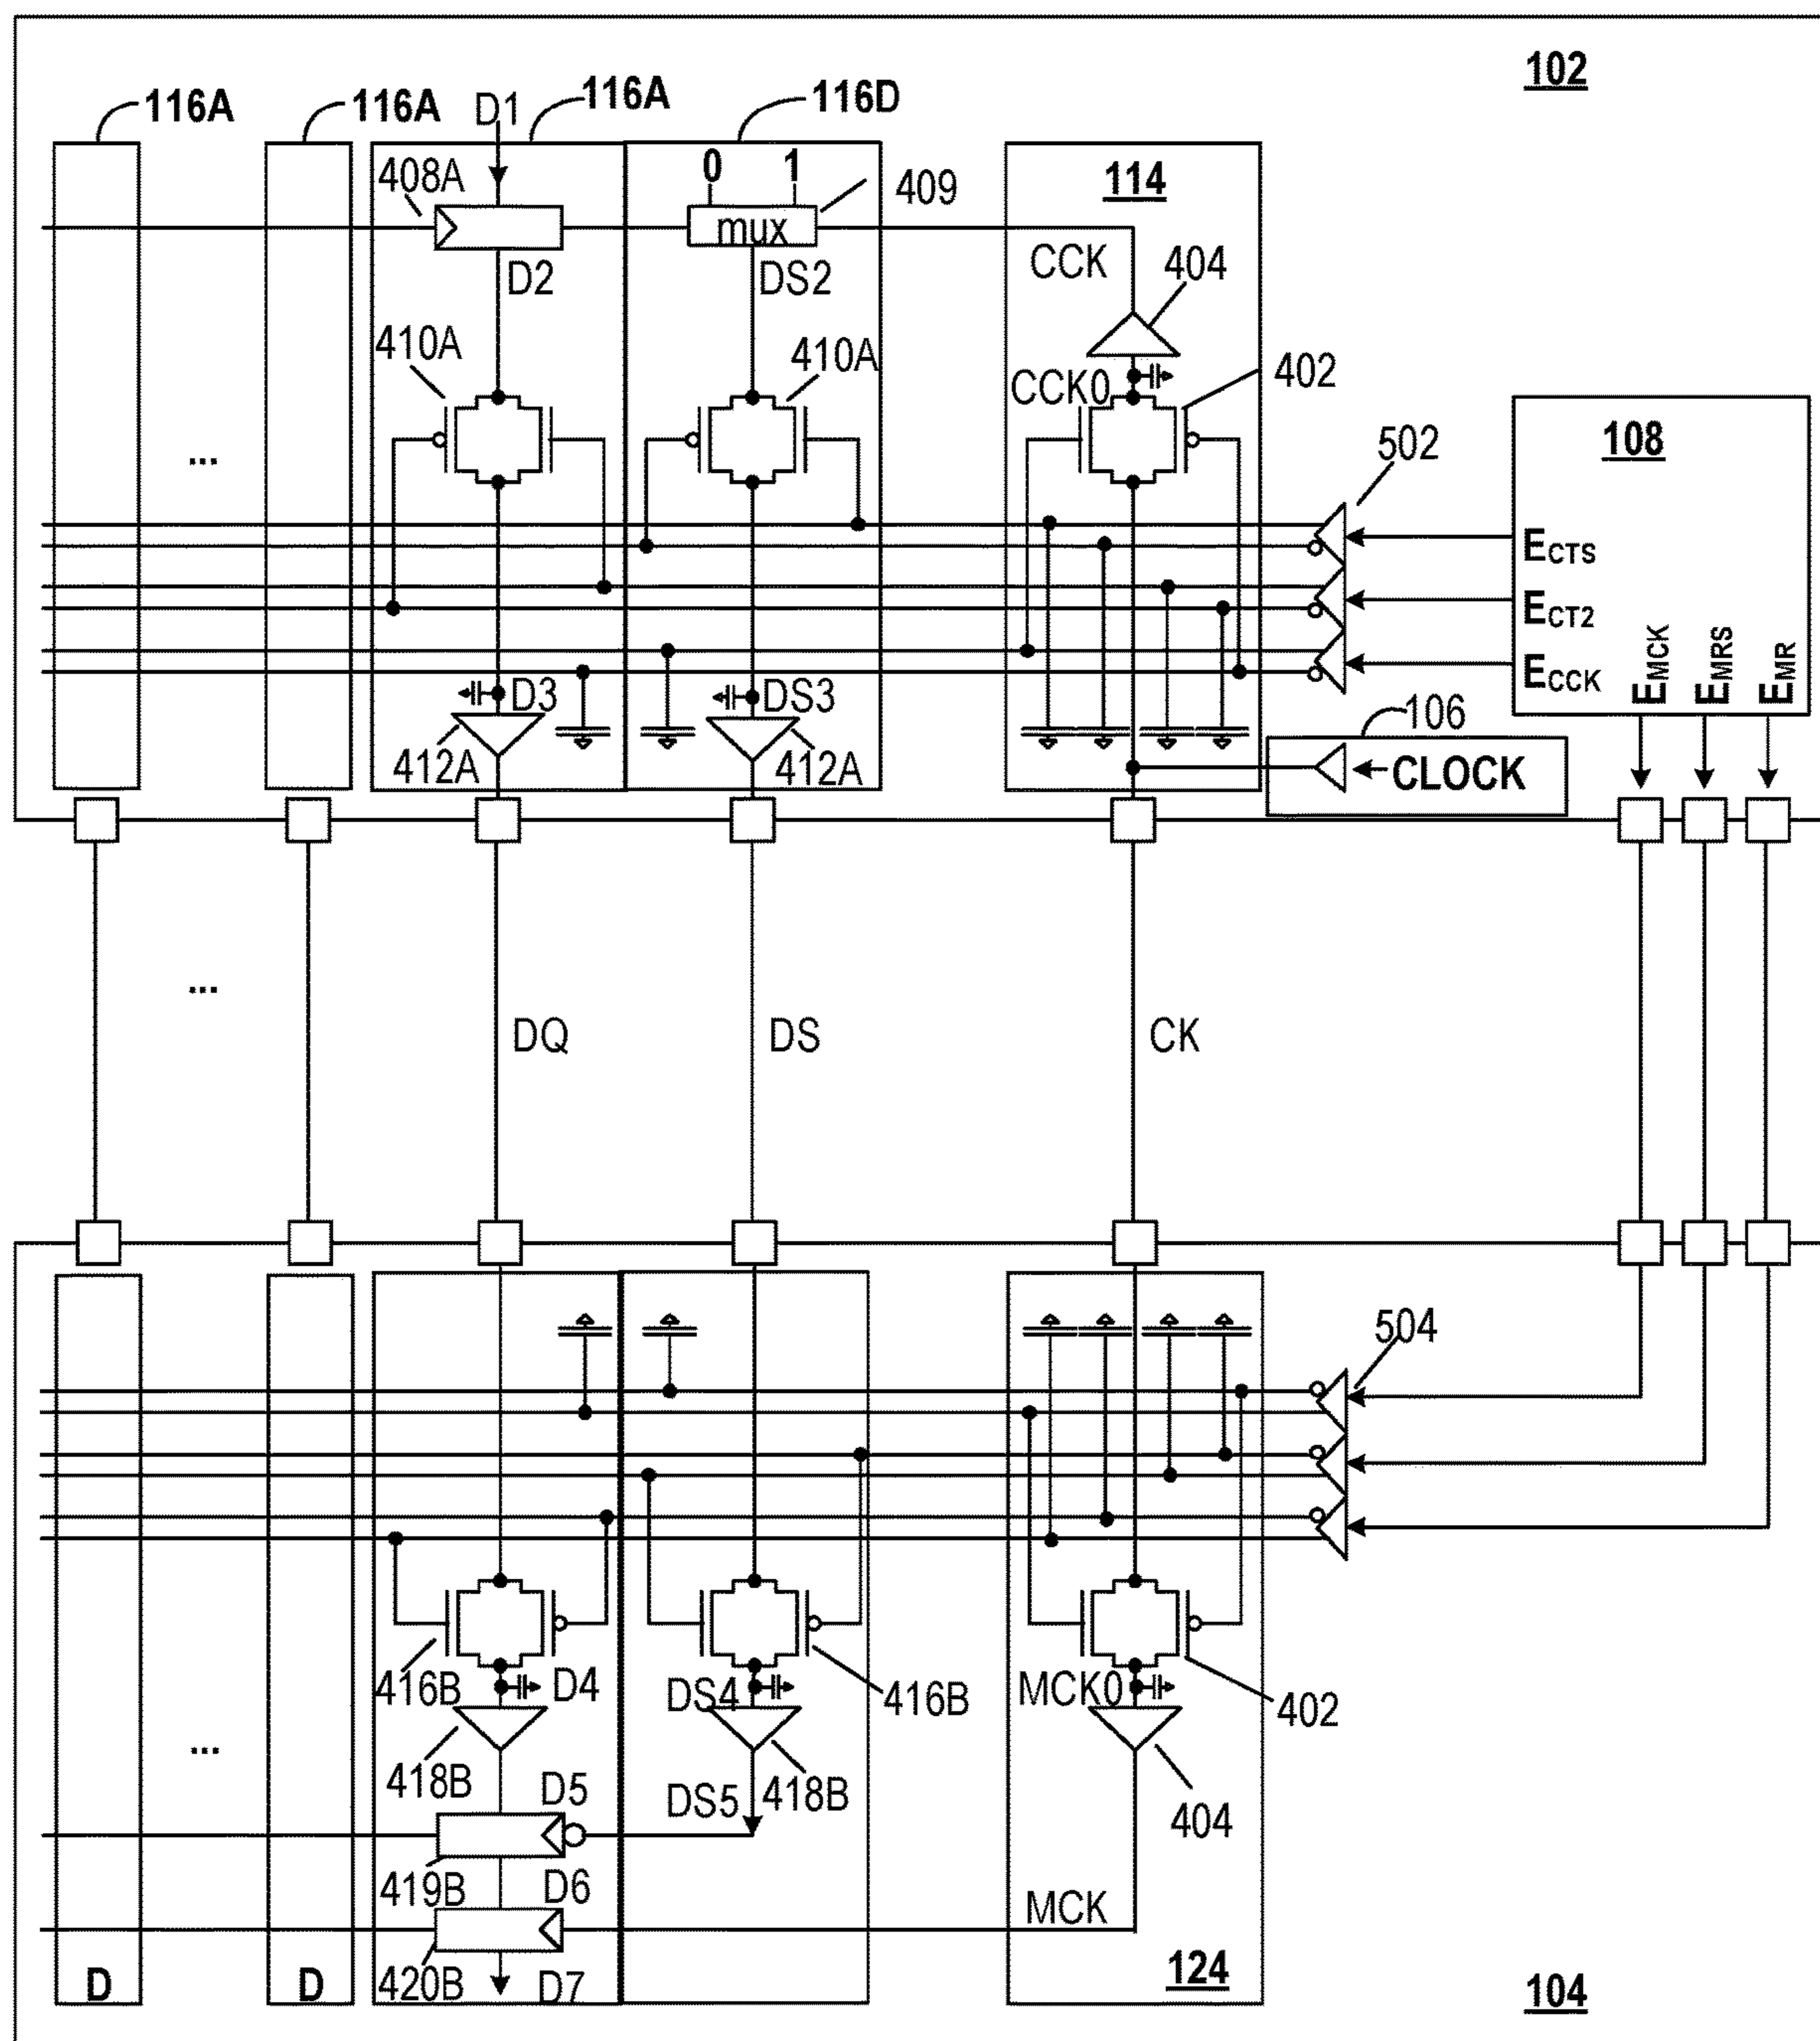 102
116A
116A
116A
116D
D1
0 1
114
408A
409
mux
D2
DS2
CCK
404
410A
410A
CCK0
402
108
502
...
ECTS
ECT2
ECCK
EMCK
EMRS
EMR
D3
DS3
106
412A
412A
CLOCK
...
DQ
DS
CK
504
416B
D4
DS4
416B
MCK0
402
...
418B
D5
DS5
418B
404
419B
D6
MCK
D
D
420B
D7
124
104